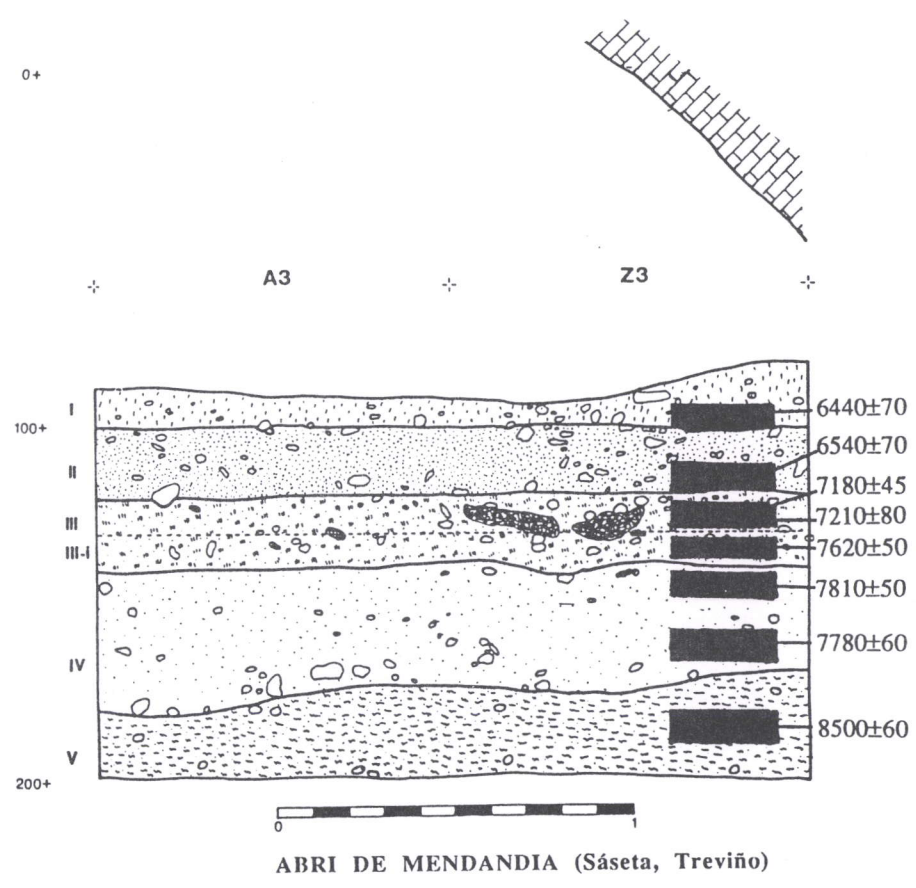 0+
A3 Z3
I
100+
6440±70
6540±70
II
7180±45
III
7210±80
III-i
7620±50
7810±50
IV
7780±60
8500±60
V
200+
0 1
ABRI DE MENDANDIA (Sáseta, Treviño)